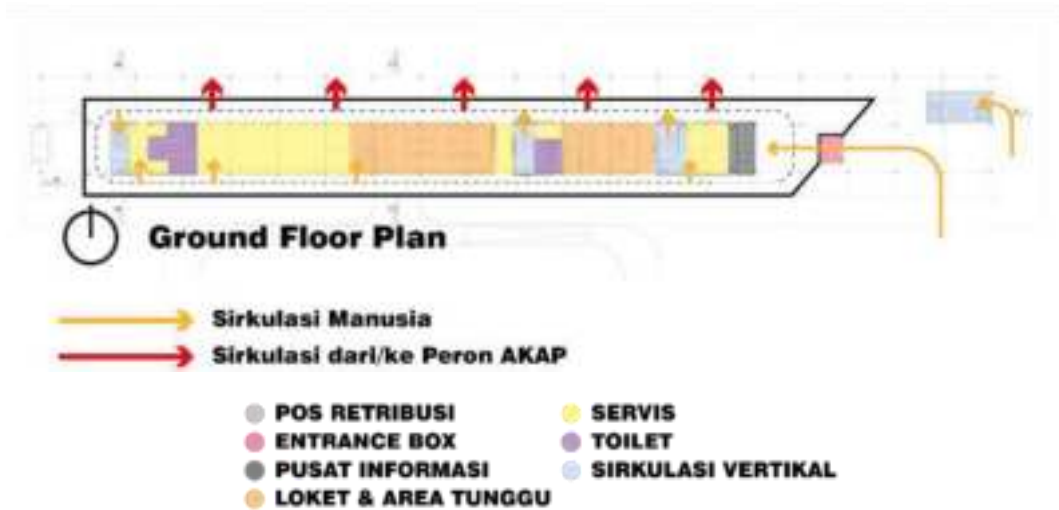 Ground Floor Plan
Sirkulasi Manusia
Sirkulasi dari/ke Peron AKAP
POS RETRIBUSI
ENTRANCE BOX
PUSAT INFORMASI
LOKET & AREA TUNGGU
SERVIS
TOILET
SIRKULASI VERTIKAL